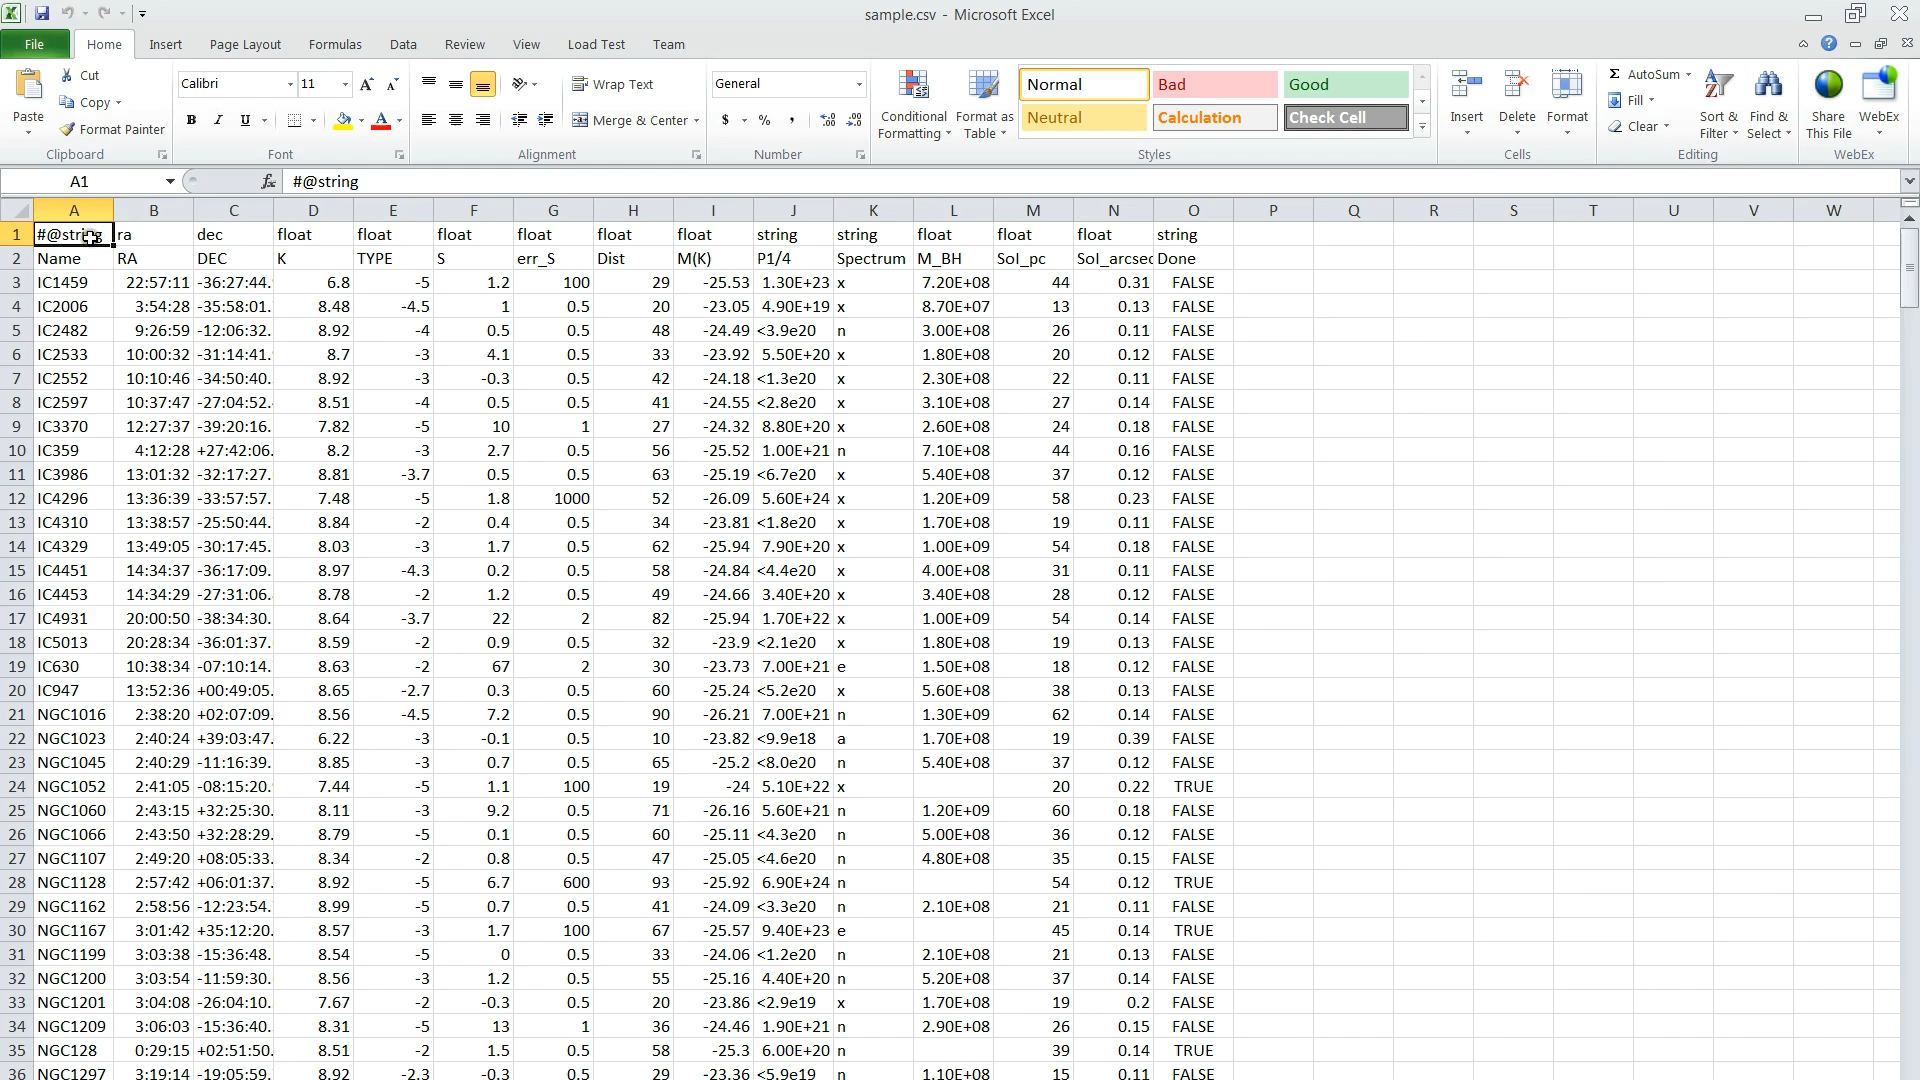 sample.csv - Microsoft Excel
File Home Insert Page Layout Formulas Data Review View Load Test Team
Paste Cut Copy Format Painter Clipboard
Calibri 11 B I U Font
Wrap Text Merge & Center Alignment
General $ % , Number
Conditional Formatting Format as Table Normal Bad Good Neutral Calculation Check Cell Styles
Insert Delete Format Cells
Σ AutoSum Fill Clear Sort & Filter Find & Select Editing
Share This File WebEx WebEx
A1 fx #@string
A B C D E F G H I J K L M N O P Q R S T U V W
1 #@string ra dec float float float float float float string string float float float string
2 Name RA DEC K TYPE S err_S Dist M(K) P1/4 Spectrum M_BH SoI_pc SoI_arcsec Done
3 IC1459 22:57:11 -36:27:44. 6.8 -5 1.2 100 29 -25.53 1.30E+23 x 7.20E+08 44 0.31 FALSE
4 IC2006 3:54:28 -35:58:01. 8.48 -4.5 1 0.5 20 -23.05 4.90E+19 x 8.70E+07 13 0.13 FALSE
5 IC2482 9:26:59 -12:06:32. 8.92 -4 0.5 0.5 48 -24.49 <3.9e20 n 3.00E+08 26 0.11 FALSE
6 IC2533 10:00:32 -31:14:41. 8.7 -3 4.1 0.5 33 -23.92 5.50E+20 x 1.80E+08 20 0.12 FALSE
7 IC2552 10:10:46 -34:50:40. 8.92 -3 -0.3 0.5 42 -24.18 <1.3e20 x 2.30E+08 22 0.11 FALSE
8 IC2597 10:37:47 -27:04:52. 8.51 -4 0.5 0.5 41 -24.55 <2.8e20 x 3.10E+08 27 0.14 FALSE
9 IC3370 12:27:37 -39:20:16. 7.82 -5 10 1 27 -24.32 8.80E+20 x 2.60E+08 24 0.18 FALSE
10 IC359 4:12:28 +27:42:06. 8.2 -3 2.7 0.5 56 -25.52 1.00E+21 n 7.10E+08 44 0.16 FALSE
11 IC3986 13:01:32 -32:17:27. 8.81 -3.7 0.5 0.5 63 -25.19 <6.7e20 x 5.40E+08 37 0.12 FALSE
12 IC4296 13:36:39 -33:57:57. 7.48 -5 1.8 1000 52 -26.09 5.60E+24 x 1.20E+09 58 0.23 FALSE
13 IC4310 13:38:57 -25:50:44. 8.84 -2 0.4 0.5 34 -23.81 <1.8e20 x 1.70E+08 19 0.11 FALSE
14 IC4329 13:49:05 -30:17:45. 8.03 -3 1.7 0.5 62 -25.94 7.90E+20 x 1.00E+09 54 0.18 FALSE
15 IC4451 14:34:37 -36:17:09. 8.97 -4.3 0.2 0.5 58 -24.84 <4.4e20 x 4.00E+08 31 0.11 FALSE
16 IC4453 14:34:29 -27:31:06. 8.78 -2 1.2 0.5 49 -24.66 3.40E+20 x 3.40E+08 28 0.12 FALSE
17 IC4931 20:00:50 -38:34:30. 8.64 -3.7 22 2 82 -25.94 1.70E+22 x 1.00E+09 54 0.14 FALSE
18 IC5013 20:28:34 -36:01:37. 8.59 -2 0.9 0.5 32 -23.9 <2.1e20 x 1.80E+08 19 0.13 FALSE
19 IC630 10:38:34 -07:10:14. 8.63 -2 67 2 30 -23.73 7.00E+21 e 1.50E+08 18 0.12 FALSE
20 IC947 13:52:36 +00:49:05. 8.65 -2.7 0.3 0.5 60 -25.24 <5.2e20 x 5.60E+08 38 0.13 FALSE
21 NGC1016 2:38:20 +02:07:09. 8.56 -4.5 7.2 0.5 90 -26.21 7.00E+21 n 1.30E+09 62 0.14 FALSE
22 NGC1023 2:40:24 +39:03:47. 6.22 -3 -0.1 0.5 10 -23.82 <9.9e18 a 1.70E+08 19 0.39 FALSE
23 NGC1045 2:40:29 -11:16:39. 8.85 -3 0.7 0.5 65 -25.2 <8.0e20 n 5.40E+08 37 0.12 FALSE
24 NGC1052 2:41:05 -08:15:20. 7.44 -5 1.1 100 19 -24 5.10E+22 x 20 0.22 TRUE
25 NGC1060 2:43:15 +32:25:30. 8.11 -3 9.2 0.5 71 -26.16 5.60E+21 n 1.20E+09 60 0.18 FALSE
26 NGC1066 2:43:50 +32:28:29. 8.79 -5 0.1 0.5 60 -25.11 <4.3e20 n 5.00E+08 36 0.12 FALSE
27 NGC1107 2:49:20 +08:05:33. 8.34 -2 0.8 0.5 47 -25.05 <4.6e20 n 4.80E+08 35 0.15 FALSE
28 NGC1128 2:57:42 +06:01:37. 8.92 -5 6.7 600 93 -25.92 6.90E+24 n 54 0.12 TRUE
29 NGC1162 2:58:56 -12:23:54. 8.99 -5 0.7 0.5 41 -24.09 <3.3e20 n 2.10E+08 21 0.11 FALSE
30 NGC1167 3:01:42 +35:12:20. 8.57 -3 1.7 100 67 -25.57 9.40E+23 e 45 0.14 TRUE
31 NGC1199 3:03:38 -15:36:48. 8.54 -5 0 0.5 33 -24.06 <1.2e20 n 2.10E+08 21 0.13 FALSE
32 NGC1200 3:03:54 -11:59:30. 8.56 -3 1.2 0.5 55 -25.16 4.40E+20 n 5.20E+08 37 0.14 FALSE
33 NGC1201 3:04:08 -26:04:10. 7.67 -2 -0.3 0.5 20 -23.86 <2.9e19 x 1.70E+08 19 0.2 FALSE
34 NGC1209 3:06:03 -15:36:40. 8.31 -5 13 1 36 -24.46 1.90E+21 n 2.90E+08 26 0.15 FALSE
35 NGC128 0:29:15 +02:51:50. 8.51 -2 1.5 0.5 58 -25.3 6.00E+20 n 39 0.14 TRUE
36 NGC1297 3:19:14 -19:05:59. 8.92 -2.3 -0.3 0.5 29 -23.36 <5.9e19 n 1.10E+08 15 0.11 FALSE